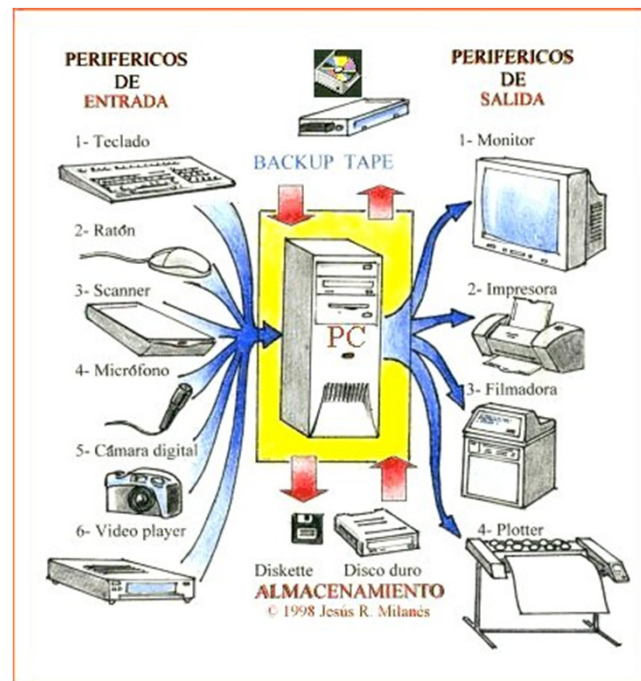 PERIFERICOS
DE
ENTRADA
1- Teclado
2- Ratón
3- Scanner
4- Micrófono
5- Cámara digital
6- Video player
BACKUP TAPE
PC
Diskette
Disco duro
ALMACENAMIENTO
© 1998 Jesús R. Milanés
PERIFERICOS
DE
SALIDA
1- Monitor
2- Impresora
3- Filmadora
4- Plotter